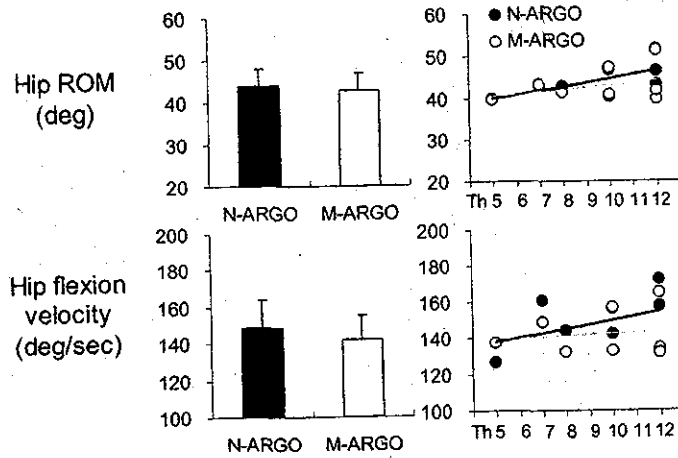 60
50
Hip ROM
(deg)
40
30
20
N-ARGO M-ARGO
60
● N-ARGO
○ M-ARGO
50
40
30
20
Th 5 6 7 8 9 10 11 12
200
180
Hip flexion
velocity
(deg/sec)
160
140
120
100
N-ARGO M-ARGO
200
180
160
140
120
100
Th 5 6 7 8 9 10 11 12